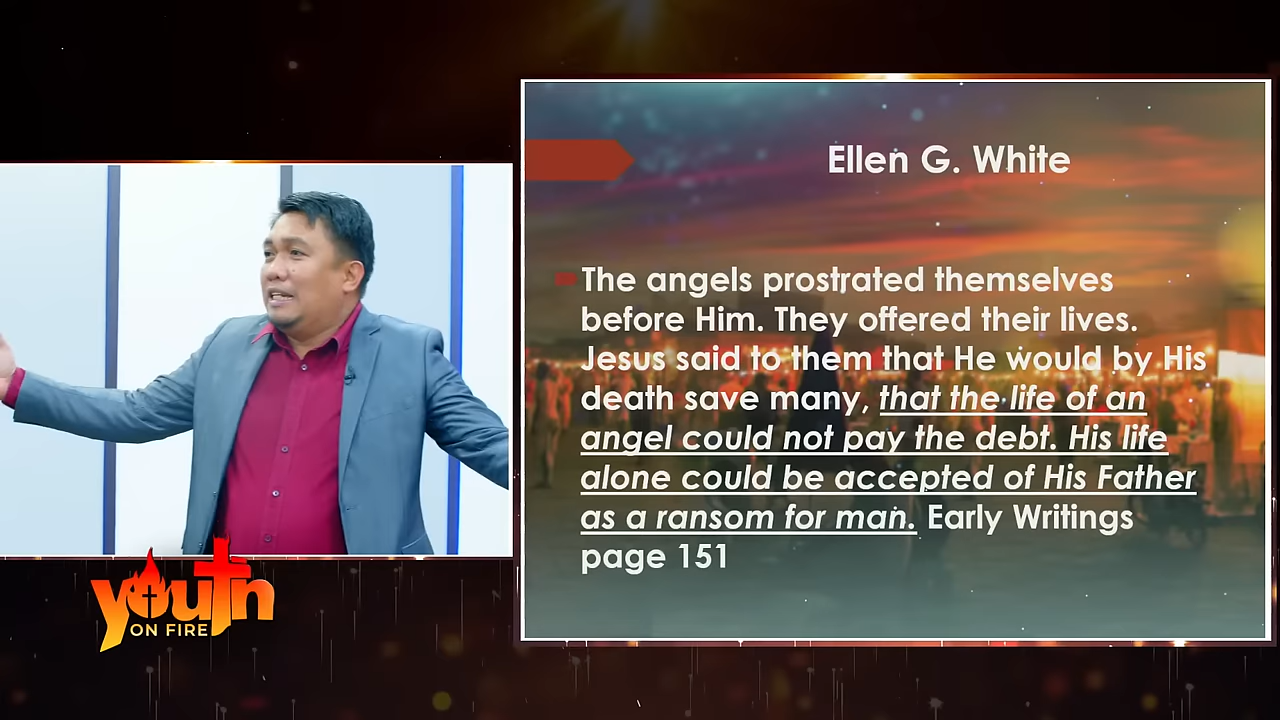 Ellen G. White
The angels prostrated themselves
before Him. They offered their lives.
Jesus said to them that He would by His
death save many, that the life of an
angel could not pay the debt. His life
alone could be accepted of His Father
as a ransom for man. Early Writings
page 151
youth
ON FIRE